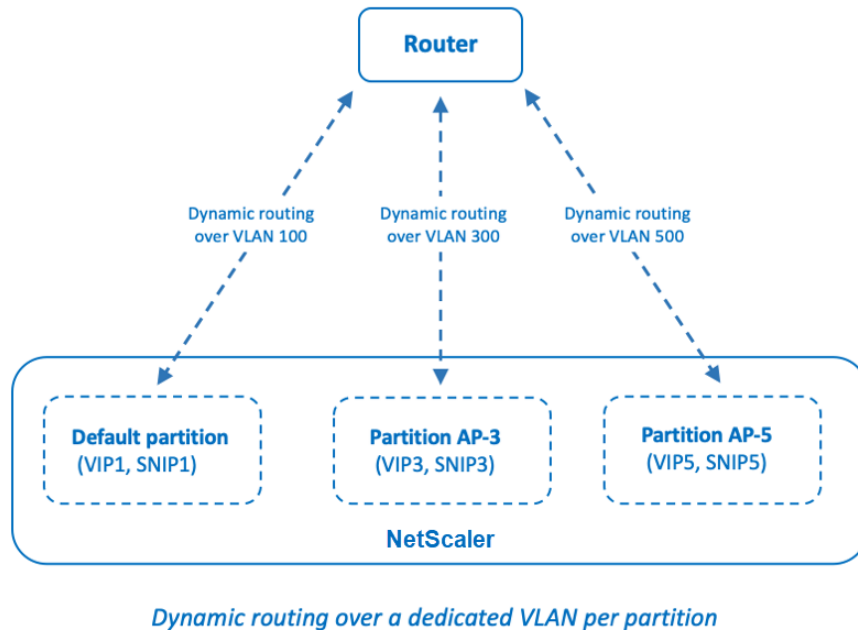 Router
Dynamic routing
over VLAN 100
Dynamic routing
over VLAN 300
Dynamic routing
over VLAN 500
Default partition
(VIP1, SNIP1)
Partition AP-3
(VIP3, SNIP3)
Partition AP-5
(VIP5, SNIP5)
NetScaler
Dynamic routing over a dedicated VLAN per partition